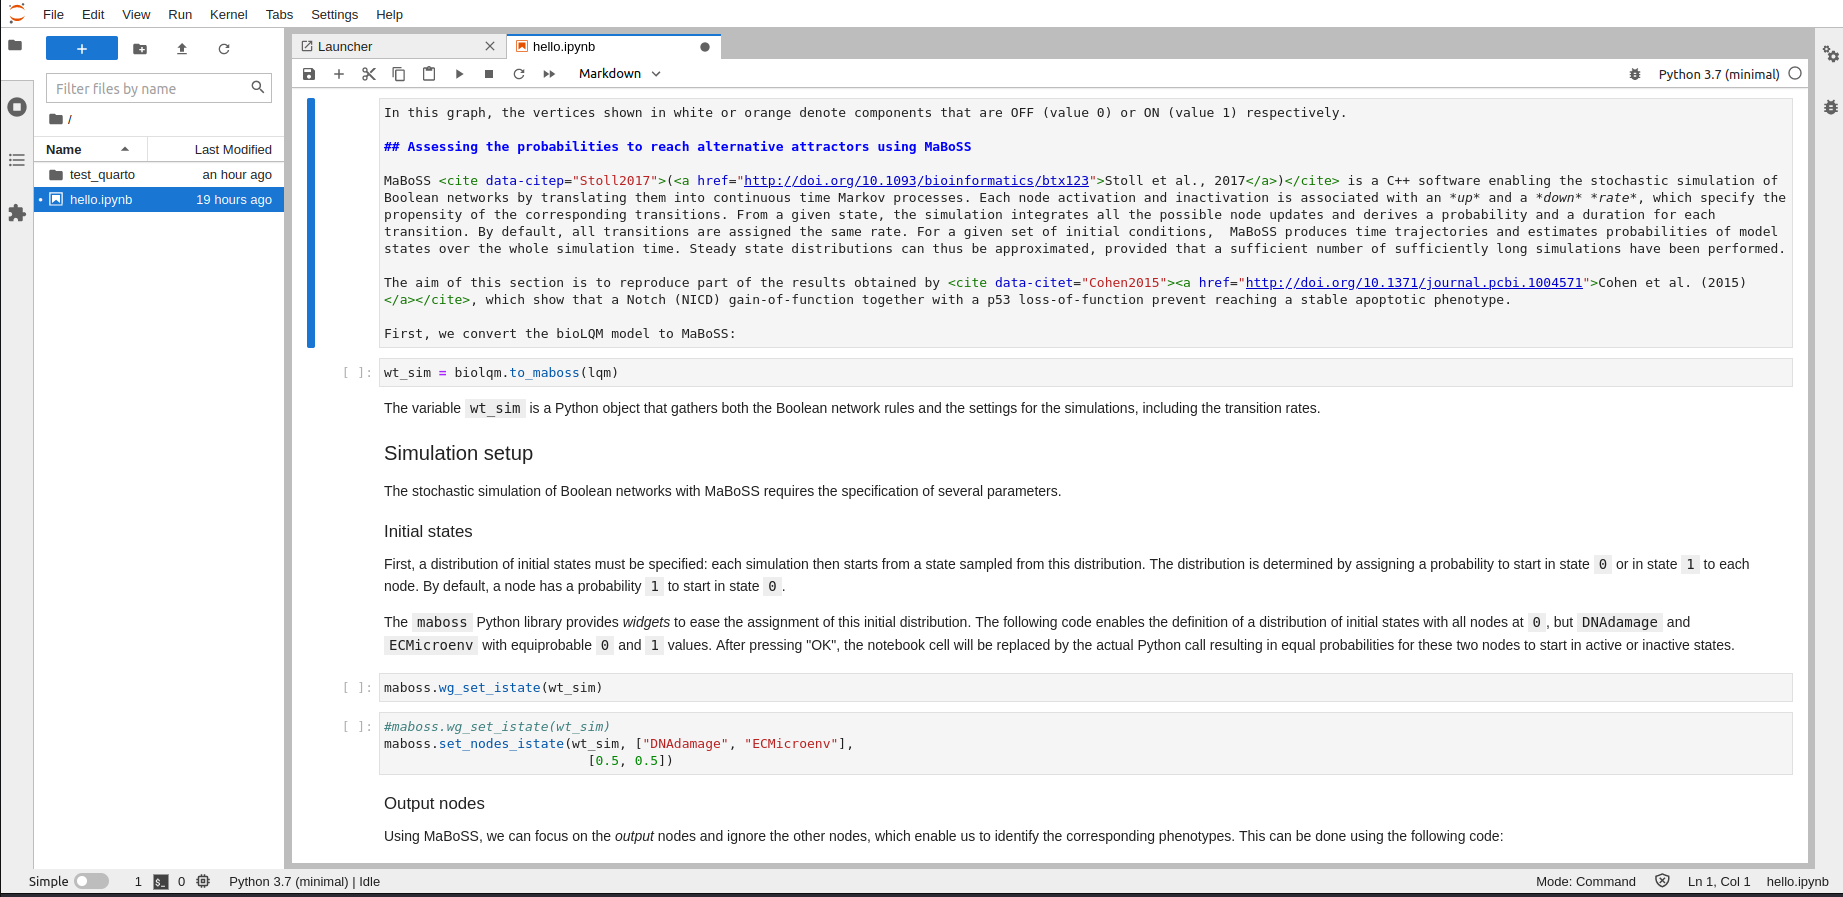 File Edit View Run Kernel Tabs Settings Help
Filter files by name
/
Name Last Modified
test_quarto an hour ago
hello.ipynb 19 hours ago
Launcher
hello.ipynb
Markdown
Python 3.7 (minimal)
In this graph, the vertices shown in white or orange denote components that are OFF (value 0) or ON (value 1) respectively.
## Assessing the probabilities to reach alternative attractors using MaBoSS
MaBoSS <cite data-citep="Stoll2017">(<a href="http://doi.org/10.1093/bioinformatics/btx123">Stoll et al., 2017</a>)</cite> is a C++ software enabling the stochastic simulation of
Boolean networks by translating them into continuous time Markov processes. Each node activation and inactivation is associated with an *up* and a *down* *rate*, which specify the
propensity of the corresponding transitions. From a given state, the simulation integrates all the possible node updates and derives a probability and a duration for each
transition. By default, all transitions are assigned the same rate. For a given set of initial conditions,  MaBoSS produces time trajectories and estimates probabilities of model
states over the whole simulation time. Steady state distributions can thus be approximated, provided that a sufficient number of sufficiently long simulations have been performed.
The aim of this section is to reproduce part of the results obtained by <cite data-citet="Cohen2015"><a href="http://doi.org/10.1371/journal.pcbi.1004571">Cohen et al. (2015)
</a></cite>, which show that a Notch (NICD) gain-of-function together with a p53 loss-of-function prevent reaching a stable apoptotic phenotype.
First, we convert the bioLQM model to MaBoSS:
[ ]: wt_sim = biolqm.to_maboss(lqm)
The variable wt_sim is a Python object that gathers both the Boolean network rules and the settings for the simulations, including the transition rates.
Simulation setup
The stochastic simulation of Boolean networks with MaBoSS requires the specification of several parameters.
Initial states
First, a distribution of initial states must be specified: each simulation then starts from a state sampled from this distribution. The distribution is determined by assigning a probability to start in state 0 or in state 1 to each
node. By default, a node has a probability 1 to start in state 0.
The maboss Python library provides widgets to ease the assignment of this initial distribution. The following code enables the definition of a distribution of initial states with all nodes at 0, but DNAdamage and
ECMicroenv with equiprobable 0 and 1 values. After pressing "OK", the notebook cell will be replaced by the actual Python call resulting in equal probabilities for these two nodes to start in active or inactive states.
[ ]: maboss.wg_set_istate(wt_sim)
[ ]: #maboss.wg_set_istate(wt_sim)
maboss.set_nodes_istate(wt_sim, ["DNAdamage", "ECMicroenv"],
[0.5, 0.5])
Output nodes
Using MaBoSS, we can focus on the output nodes and ignore the other nodes, which enable us to identify the corresponding phenotypes. This can be done using the following code:
Simple 1 $_ 0 Python 3.7 (minimal) | Idle Mode: Command Ln 1, Col 1 hello.ipynb